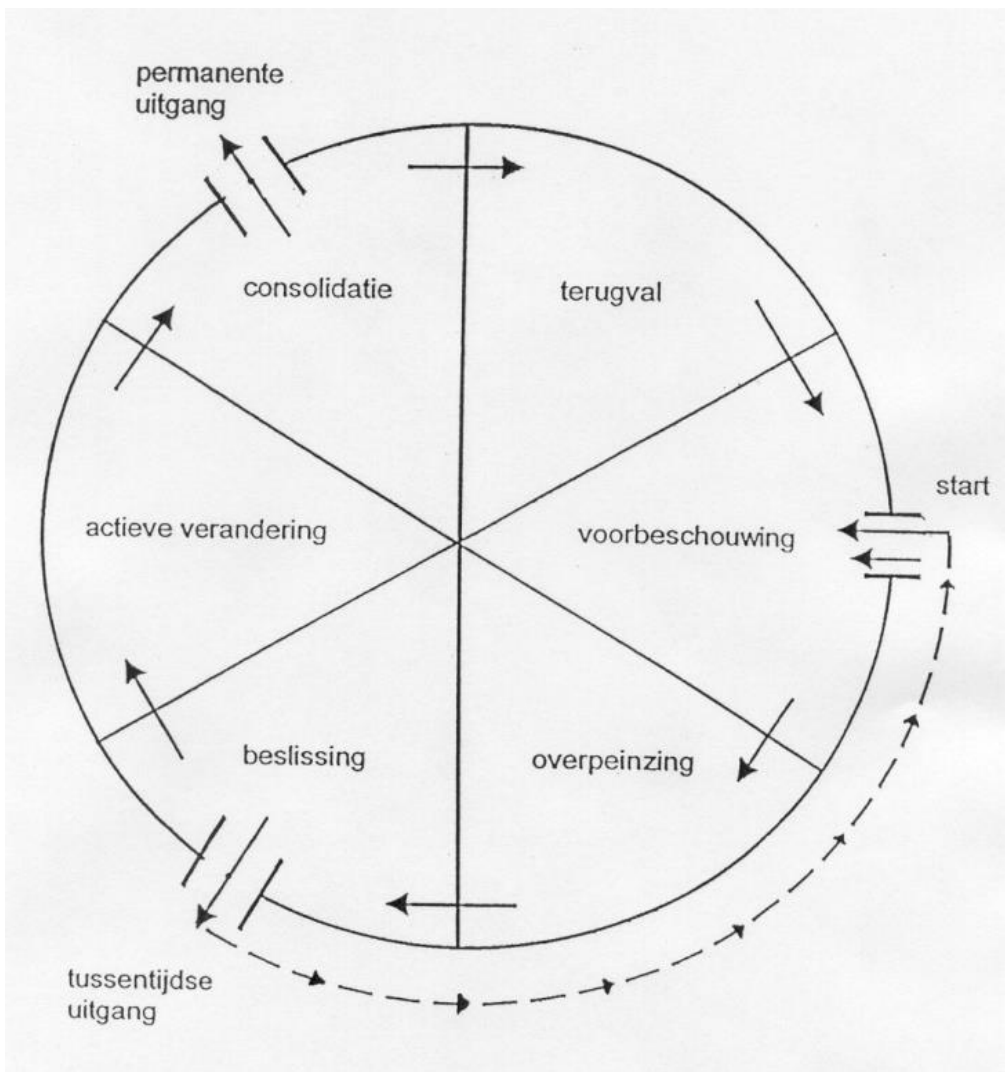 permanente
uitgang
consolidatie
terugval
start
actieve verandering
voorbeschouwing
beslissing
overpeinzing
tussentijdse
uitgang